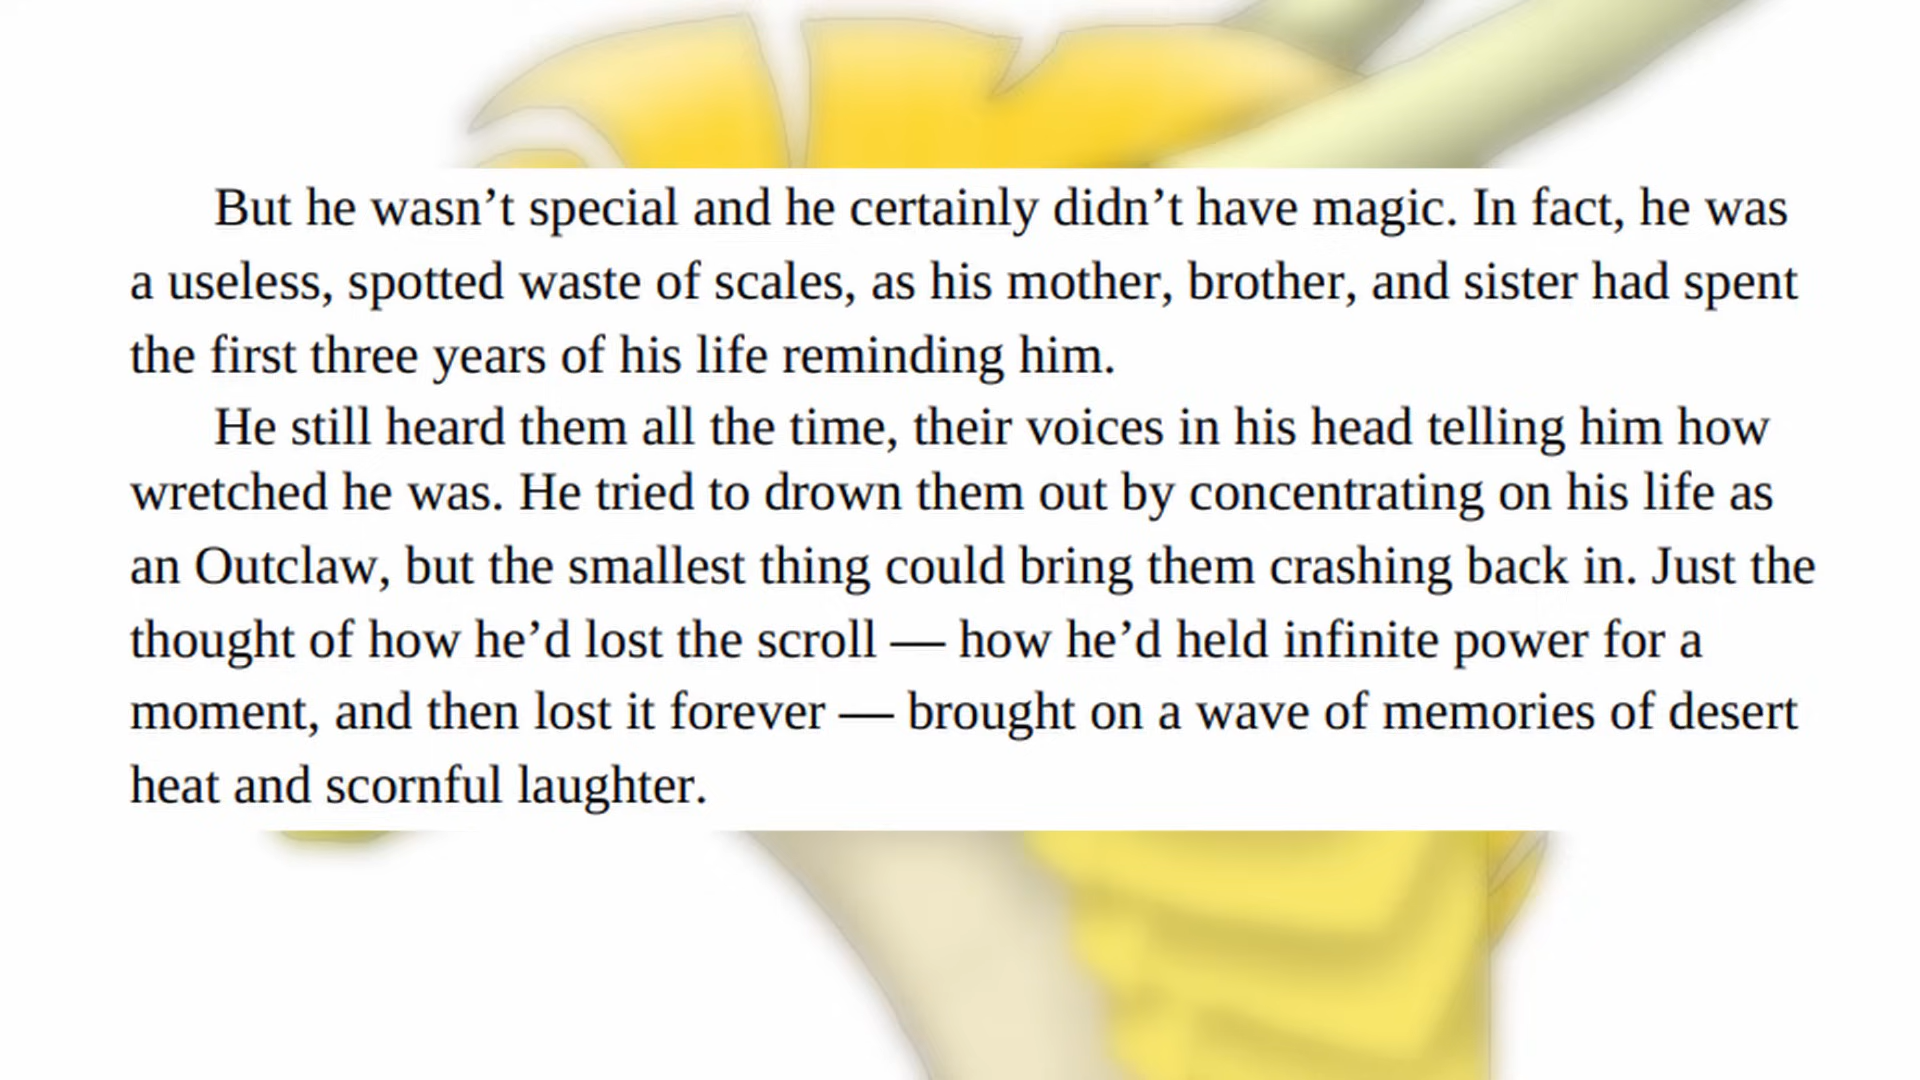 But he wasn’t special and he certainly didn’t have magic. In fact, he was
a useless, spotted waste of scales, as his mother, brother, and sister had spent
the first three years of his life reminding him.
He still heard them all the time, their voices in his head telling him how
wretched he was. He tried to drown them out by concentrating on his life as
an Outclaw, but the smallest thing could bring them crashing back in. Just the
thought of how he’d lost the scroll — how he’d held infinite power for a
moment, and then lost it forever — brought on a wave of memories of desert
heat and scornful laughter.